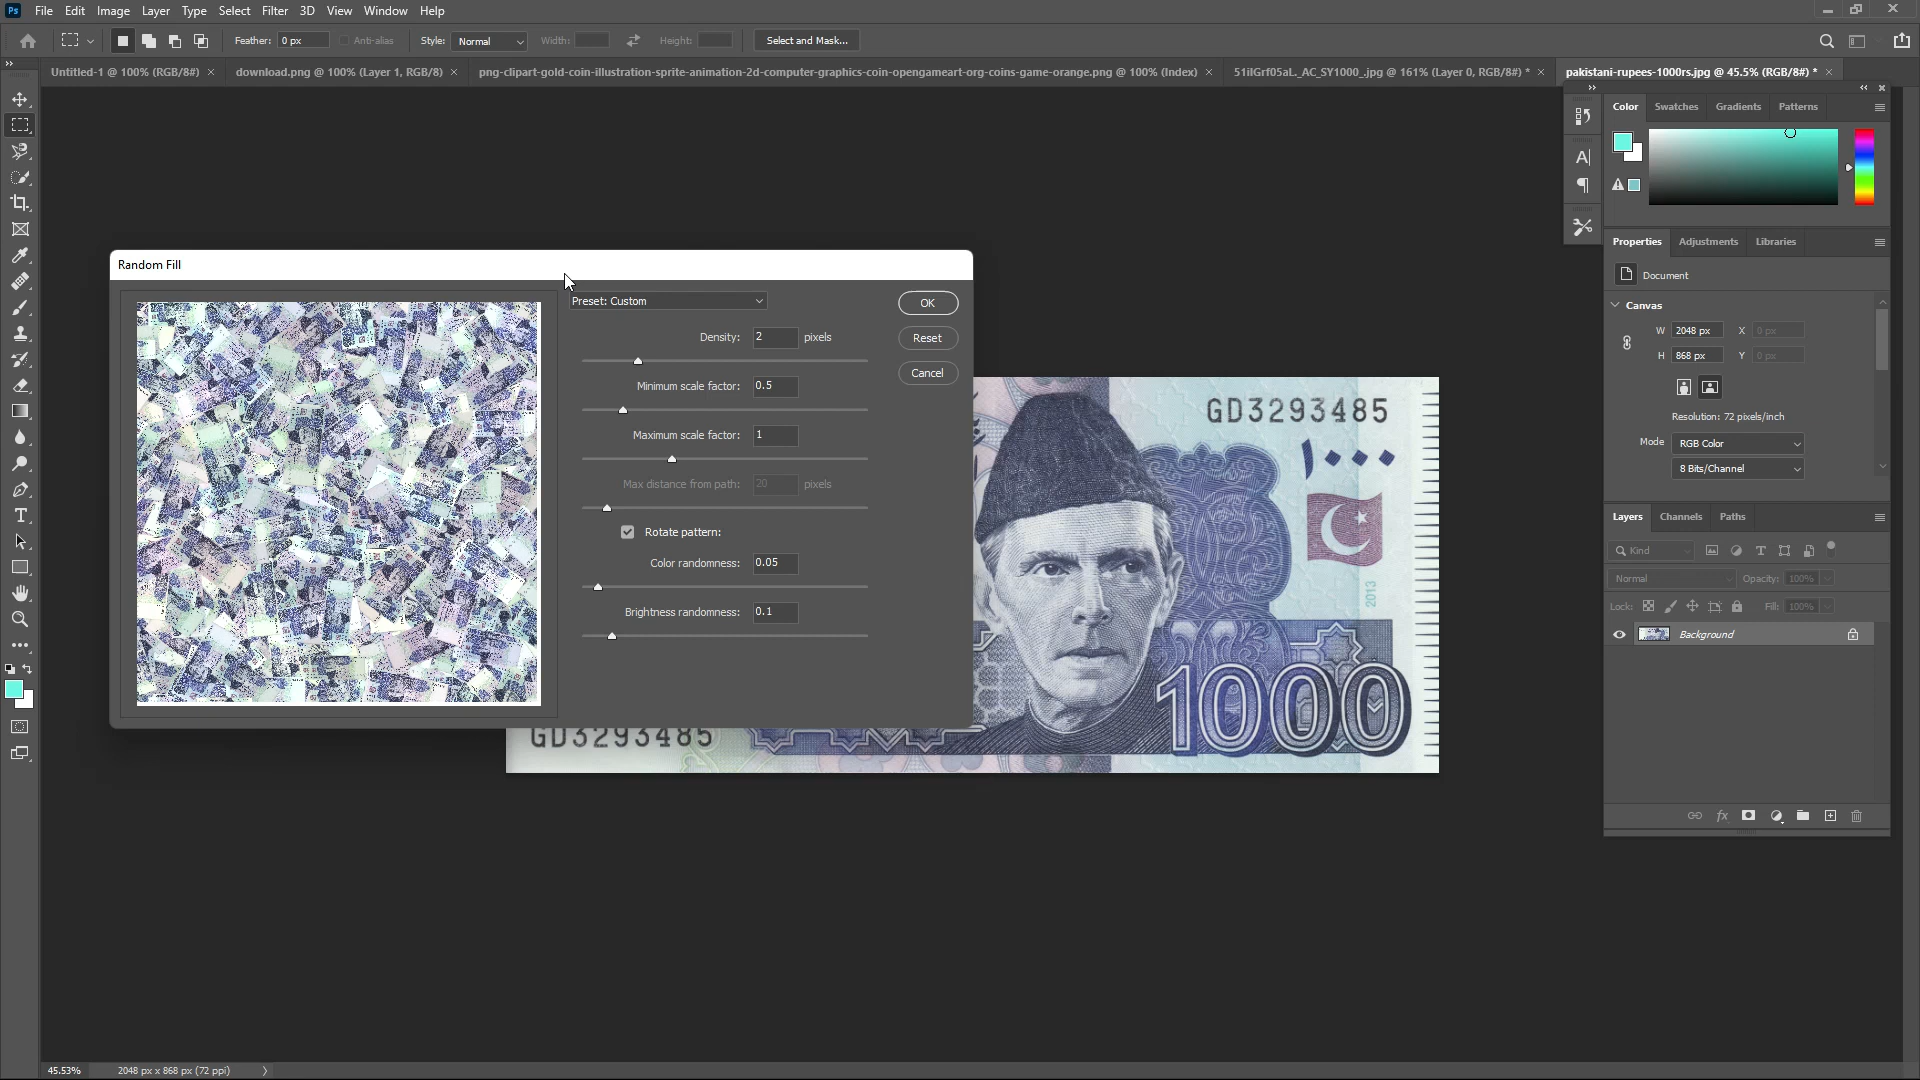 Ps File Edit Image Layer Type Select Filter 3D View Window Help
Feather: 0 px Anti-alias Style: Normal Width: Height: Select and Mask...
Untitled-1 @ 100% (RGB/8#) × download.png @ 100% (Layer 1, RGB/8) × png-clipart-gold-coin-illustration-sprite-animation-2d-computer-graphics-coin-opengameart-org-coins-game-orange.png @ 100% (Index) × 51ilGrf05aL._AC_SY1000_.jpg @ 161% (Layer 0, RGB/8#) * × pakistani-rupees-1000rs.jpg @ 45.5% (RGB/8#) * ×
Color Swatches Gradients Patterns
Properties Adjustments Libraries
Document
Canvas
W 2048 px X 0 px
H 868 px Y 0 px
Resolution: 72 pixels/inch
Mode RGB Color
8 Bits/Channel
Layers Channels Paths
Kind
Normal Opacity: 100%
Lock: Fill: 100%
Background
Random Fill
Preset: Custom
OK
Density: 2 pixels
Reset
Cancel
Minimum scale factor: 0.5
Maximum scale factor: 1
Max distance from path: 20 pixels
Rotate pattern:
Color randomness: 0.05
Brightness randomness: 0.1
GD3293485
۱۰۰۰
2013
1000
GD3293485
45.53% 2048 px x 868 px (72 ppi)